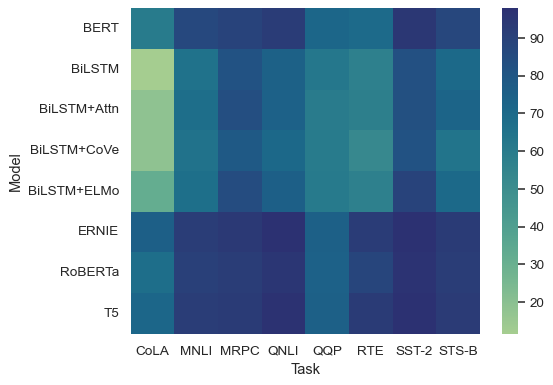 BERT
BiLSTM
BiLSTM+Attn
BiLSTM+CoVe
BiLSTM+ELMo
ERNIE
RoBERTa
T5
Model
CoLA MNLI MRPC QNLI QQP RTE SST-2 STS-B
Task
90
80
70
60
50
40
30
20